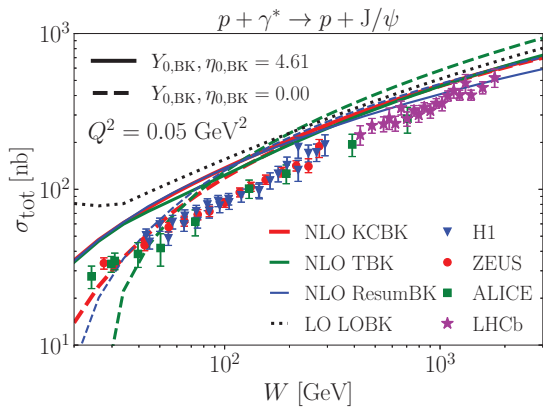 p + γ* → p + J/ψ
σtot [nb]
10³
10²
10¹
Y0,BK, η0,BK = 4.61
Y0,BK, η0,BK = 0.00
Q² = 0.05 GeV²
NLO KCBK
NLO TBK
NLO ResumBK
LO LOBK
H1
ZEUS
ALICE
LHCb
10² 10³
W [GeV]